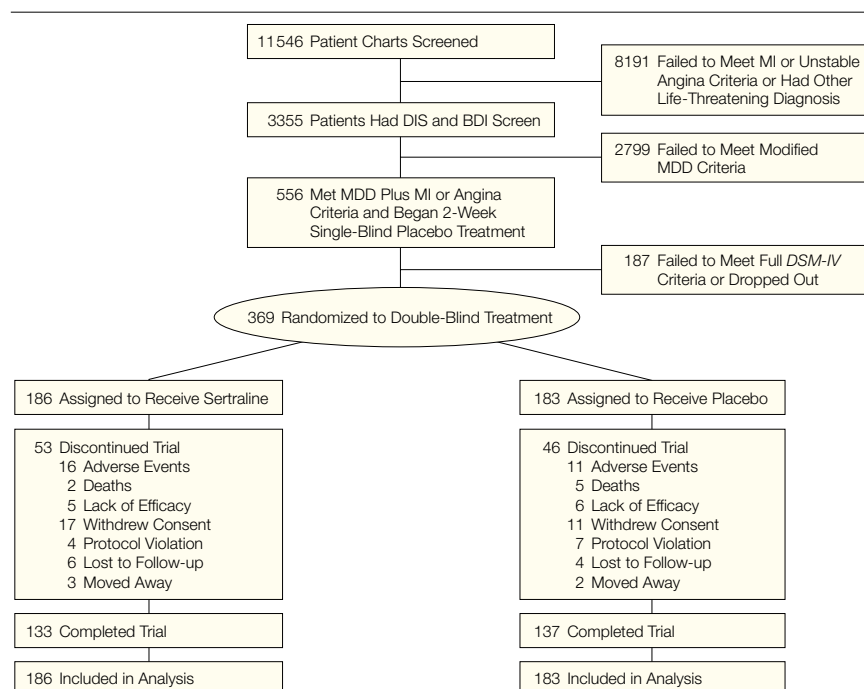 11546 Patient Charts Screened
8191 Failed to Meet MI or Unstable
Angina Criteria or Had Other
Life-Threatening Diagnosis
3355 Patients Had DIS and BDI Screen
2799 Failed to Meet Modified
MDD Criteria
556 Met MDD Plus MI or Angina
Criteria and Began 2-Week
Single-Blind Placebo Treatment
187 Failed to Meet Full DSM-IV
Criteria or Dropped Out
369 Randomized to Double-Blind Treatment
186 Assigned to Receive Sertraline
53 Discontinued Trial
16 Adverse Events
2 Deaths
5 Lack of Efficacy
17 Withdrew Consent
4 Protocol Violation
6 Lost to Follow-up
3 Moved Away
133 Completed Trial
186 Included in Analysis
183 Assigned to Receive Placebo
46 Discontinued Trial
11 Adverse Events
5 Deaths
6 Lack of Efficacy
11 Withdrew Consent
7 Protocol Violation
4 Lost to Follow-up
2 Moved Away
137 Completed Trial
183 Included in Analysis